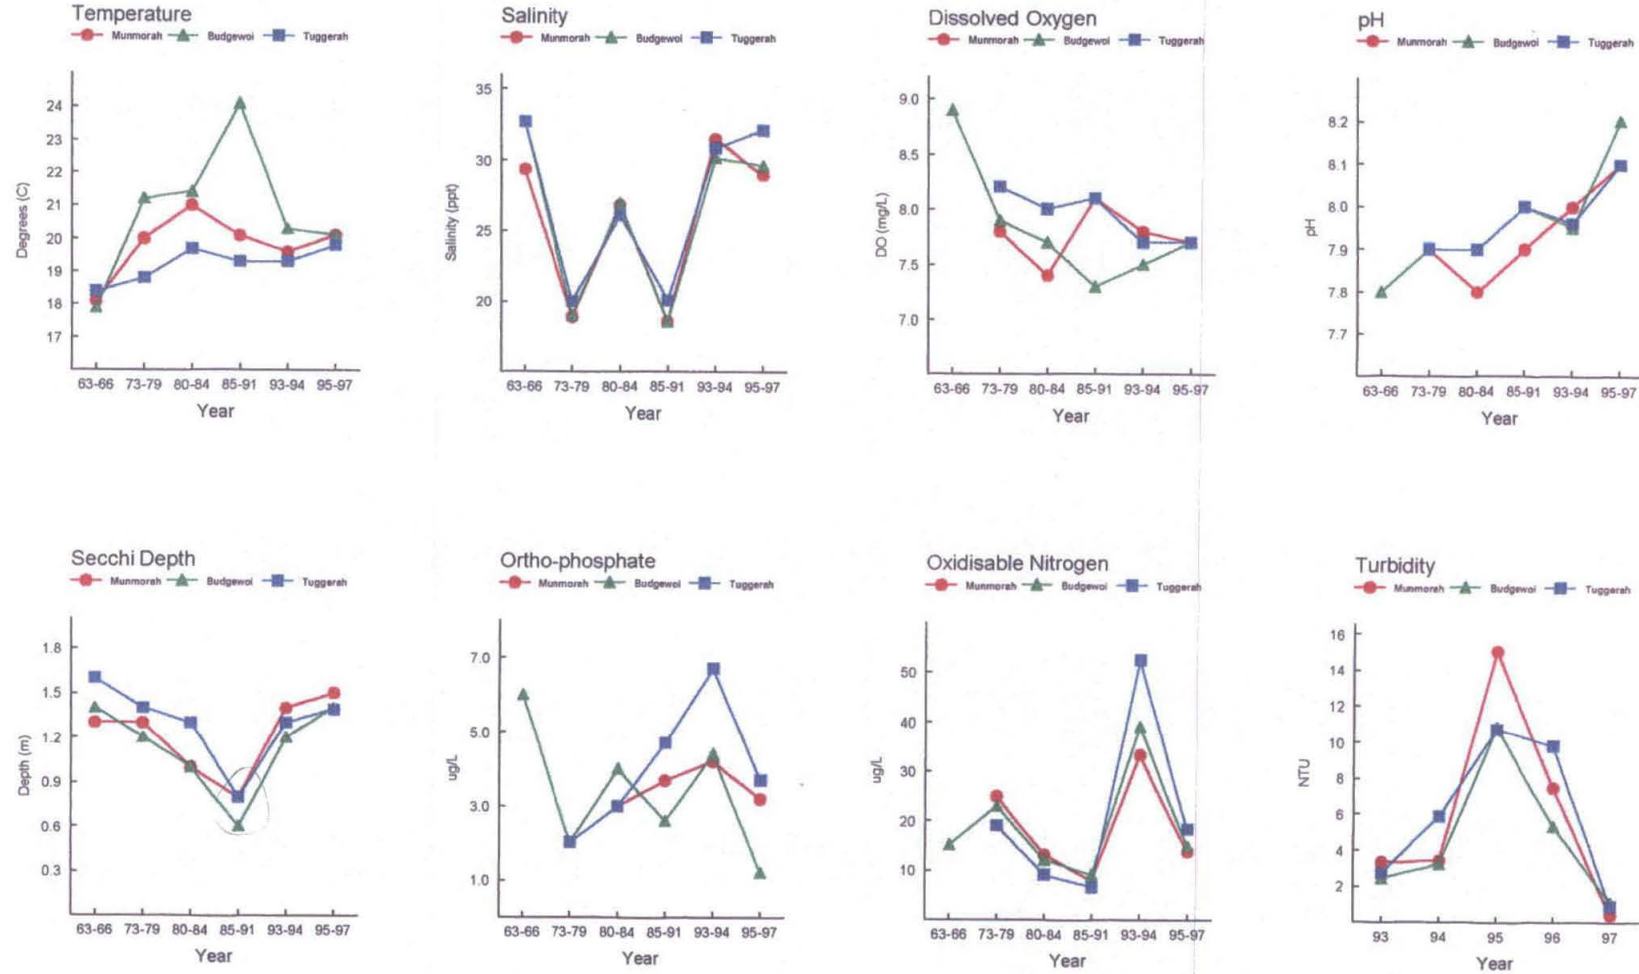 Temperature
Munmorah Budgewoi Tuggerah
24
23
22
21
20
19
18
17
Degrees (C)
63-66 73-79 80-84 85-91 93-94 95-97
Year
Salinity
Munmorah Budgewoi Tuggerah
35
30
25
20
Salinity (ppt)
63-66 73-79 80-84 85-91 93-94 95-97
Year
Dissolved Oxygen
Munmorah Budgewoi Tuggerah
9.0
8.5
8.0
7.5
7.0
DO (mg/L)
63-66 73-79 80-84 85-91 93-94 95-97
Year
pH
Munmorah Budgewoi Tuggerah
8.2
8.1
8.0
7.9
7.8
7.7
pH
63-66 73-79 80-84 85-91 93-94 95-97
Year
Secchi Depth
Munmorah Budgewoi Tuggerah
1.8
1.5
1.2
0.9
0.6
0.3
Depth (m)
63-66 73-79 80-84 85-91 93-94 95-97
Year
Ortho-phosphate
Munmorah Budgewoi Tuggerah
7.0
5.0
3.0
1.0
ug/L
63-66 73-79 80-84 85-91 93-94 95-97
Year
Oxidisable Nitrogen
Munmorah Budgewoi Tuggerah
50
40
30
20
10
ug/L
63-66 73-79 80-84 85-91 93-94 95-97
Year
Turbidity
Munmorah Budgewoi Tuggerah
16
14
12
10
8
6
4
2
NTU
93 94 95 96 97
Year